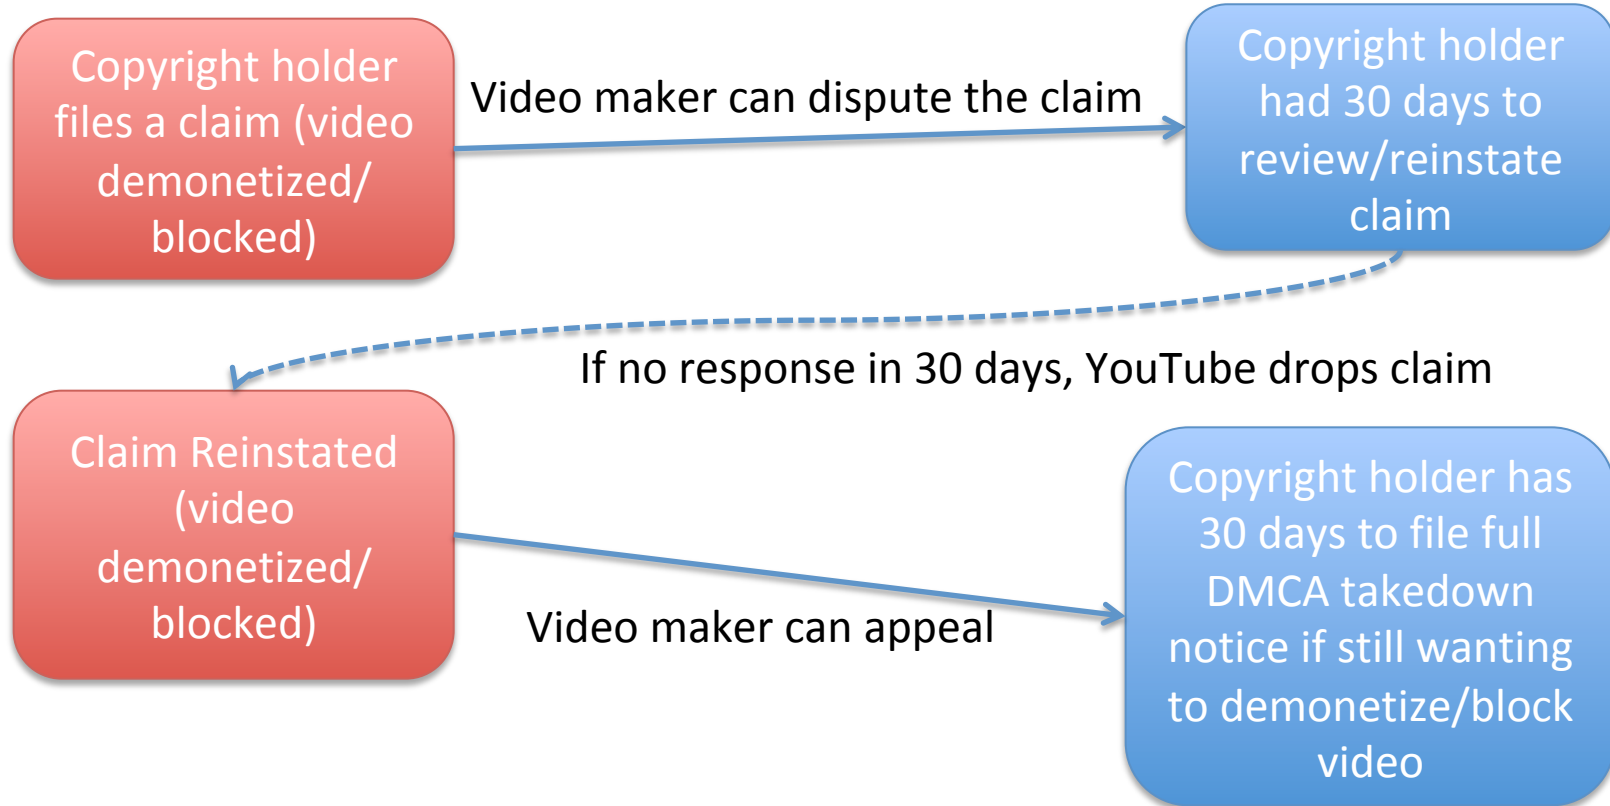 Copyright holder
files a claim (video
demonetized/
blocked)
Video maker can dispute the claim
Copyright holder
had 30 days to
review/reinstate
claim
If no response in 30 days, YouTube drops claim
Claim Reinstated
(video
demonetized/
blocked)
Video maker can appeal
Copyright holder has
30 days to file full
DMCA takedown
notice if still wanting
to demonetize/block
video